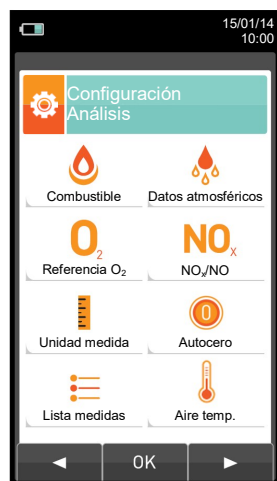 15/01/14
10:00
Configuración
Análisis
Combustible
Datos atmosféricos
O2
NOx
Referencia O₂
NOₓ/NO
0
Unidad medida
Autocero
Lista medidas
Aire temp.
OK